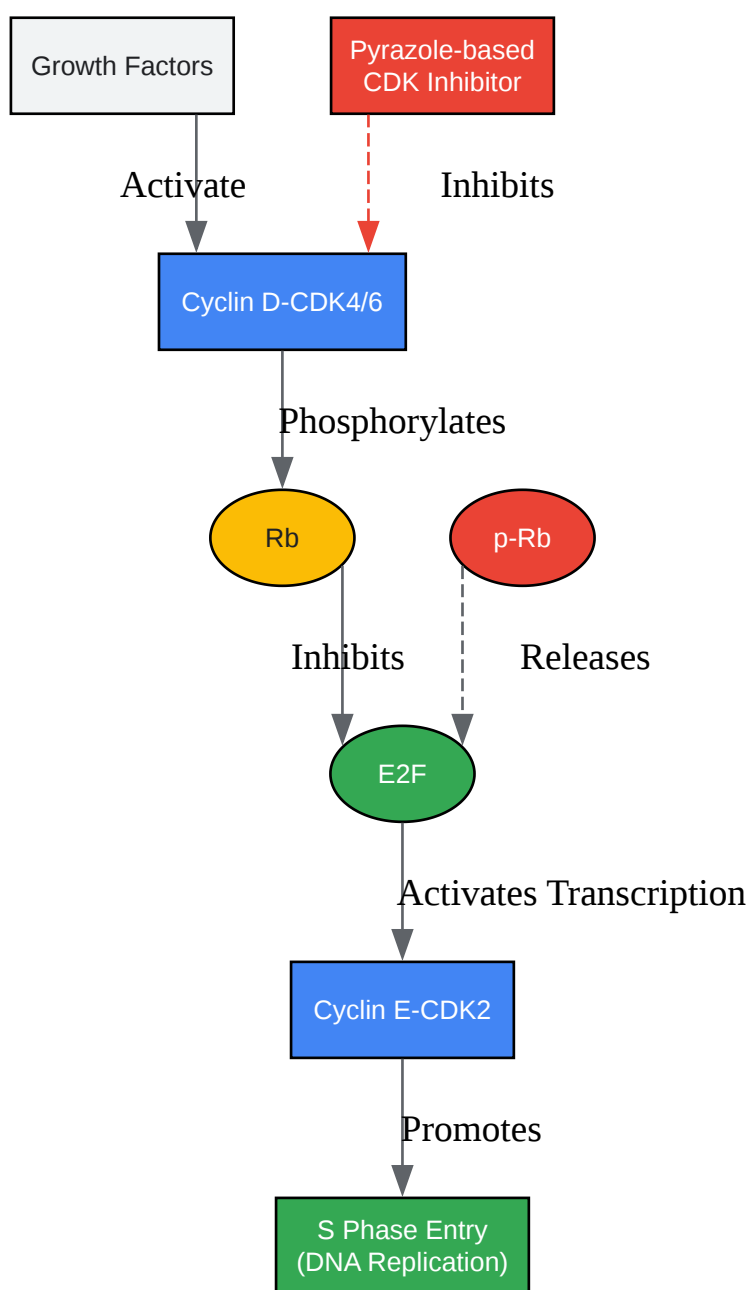 Growth Factors
Pyrazole-based
CDK Inhibitor
Activate
Inhibits
Cyclin D-CDK4/6
Phosphorylates
Rb
p-Rb
Inhibits
Releases
E2F
Activates Transcription
Cyclin E-CDK2
Promotes
S Phase Entry
(DNA Replication)